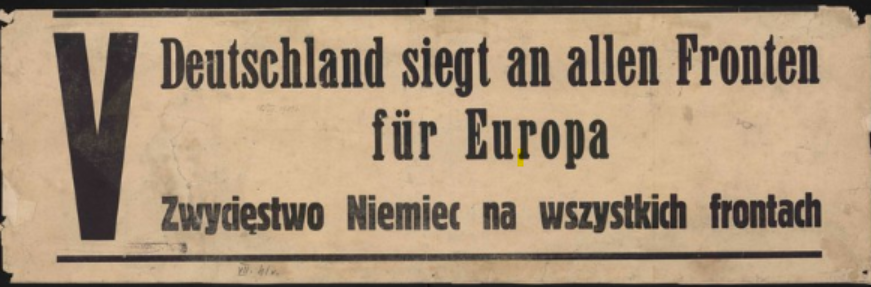 V
Deutschland siegt an allen Fronten
für Europa
Zwycięstwo Niemiec na wszystkich frontach